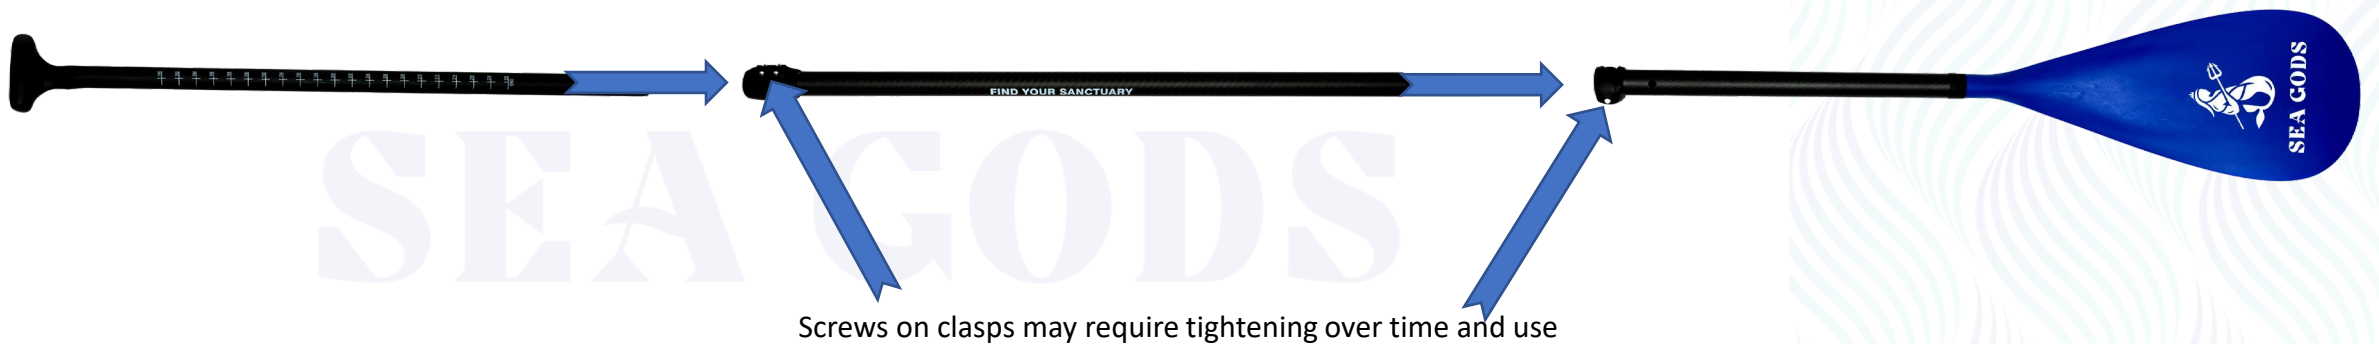 FIND YOUR SANCTUARY
SEA GODS
SEA GODS
Screws on clasps may require tightening over time and use